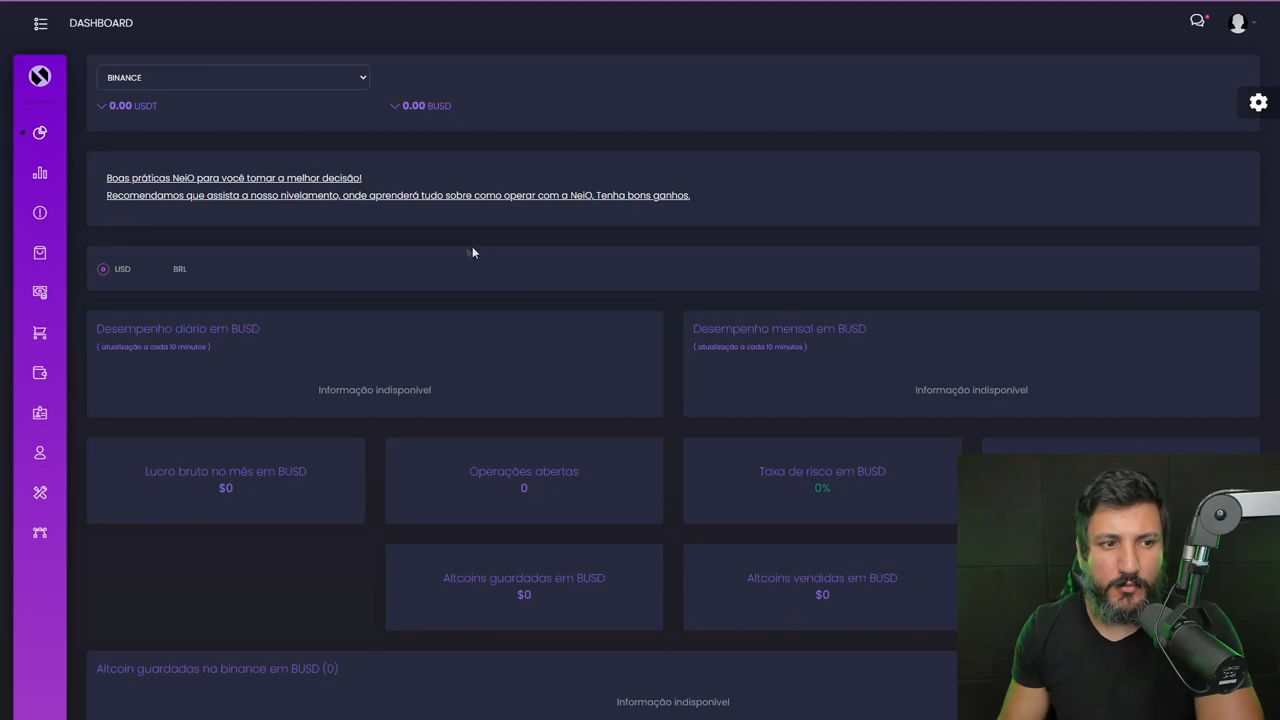 DASHBOARD
BINANCE
0.00 USDT
0.00 BUSD
Boas práticas NeiO para você tomar a melhor decisão!
Recomendamos que assista a nosso nivelamento, onde aprenderá tudo sobre como operar com a NeiO, Tenha bons ganhos.
USD
BRL
Desempenho diário em BUSD
( atualização a cada 10 minutos )
Informação indisponivel
Desempenho mensal em BUSD
( atualização a cada 10 minutos )
Informação indisponivel
Lucro bruto no mês em BUSD
$0
Operações abertas
0
Taxa de risco em BUSD
0%
Altcoins guardadas em BUSD
$0
Altcoins vendidas em BUSD
$0
Altcoin guardadas na binance em BUSD (0)
Informação indisponivel
SHURE